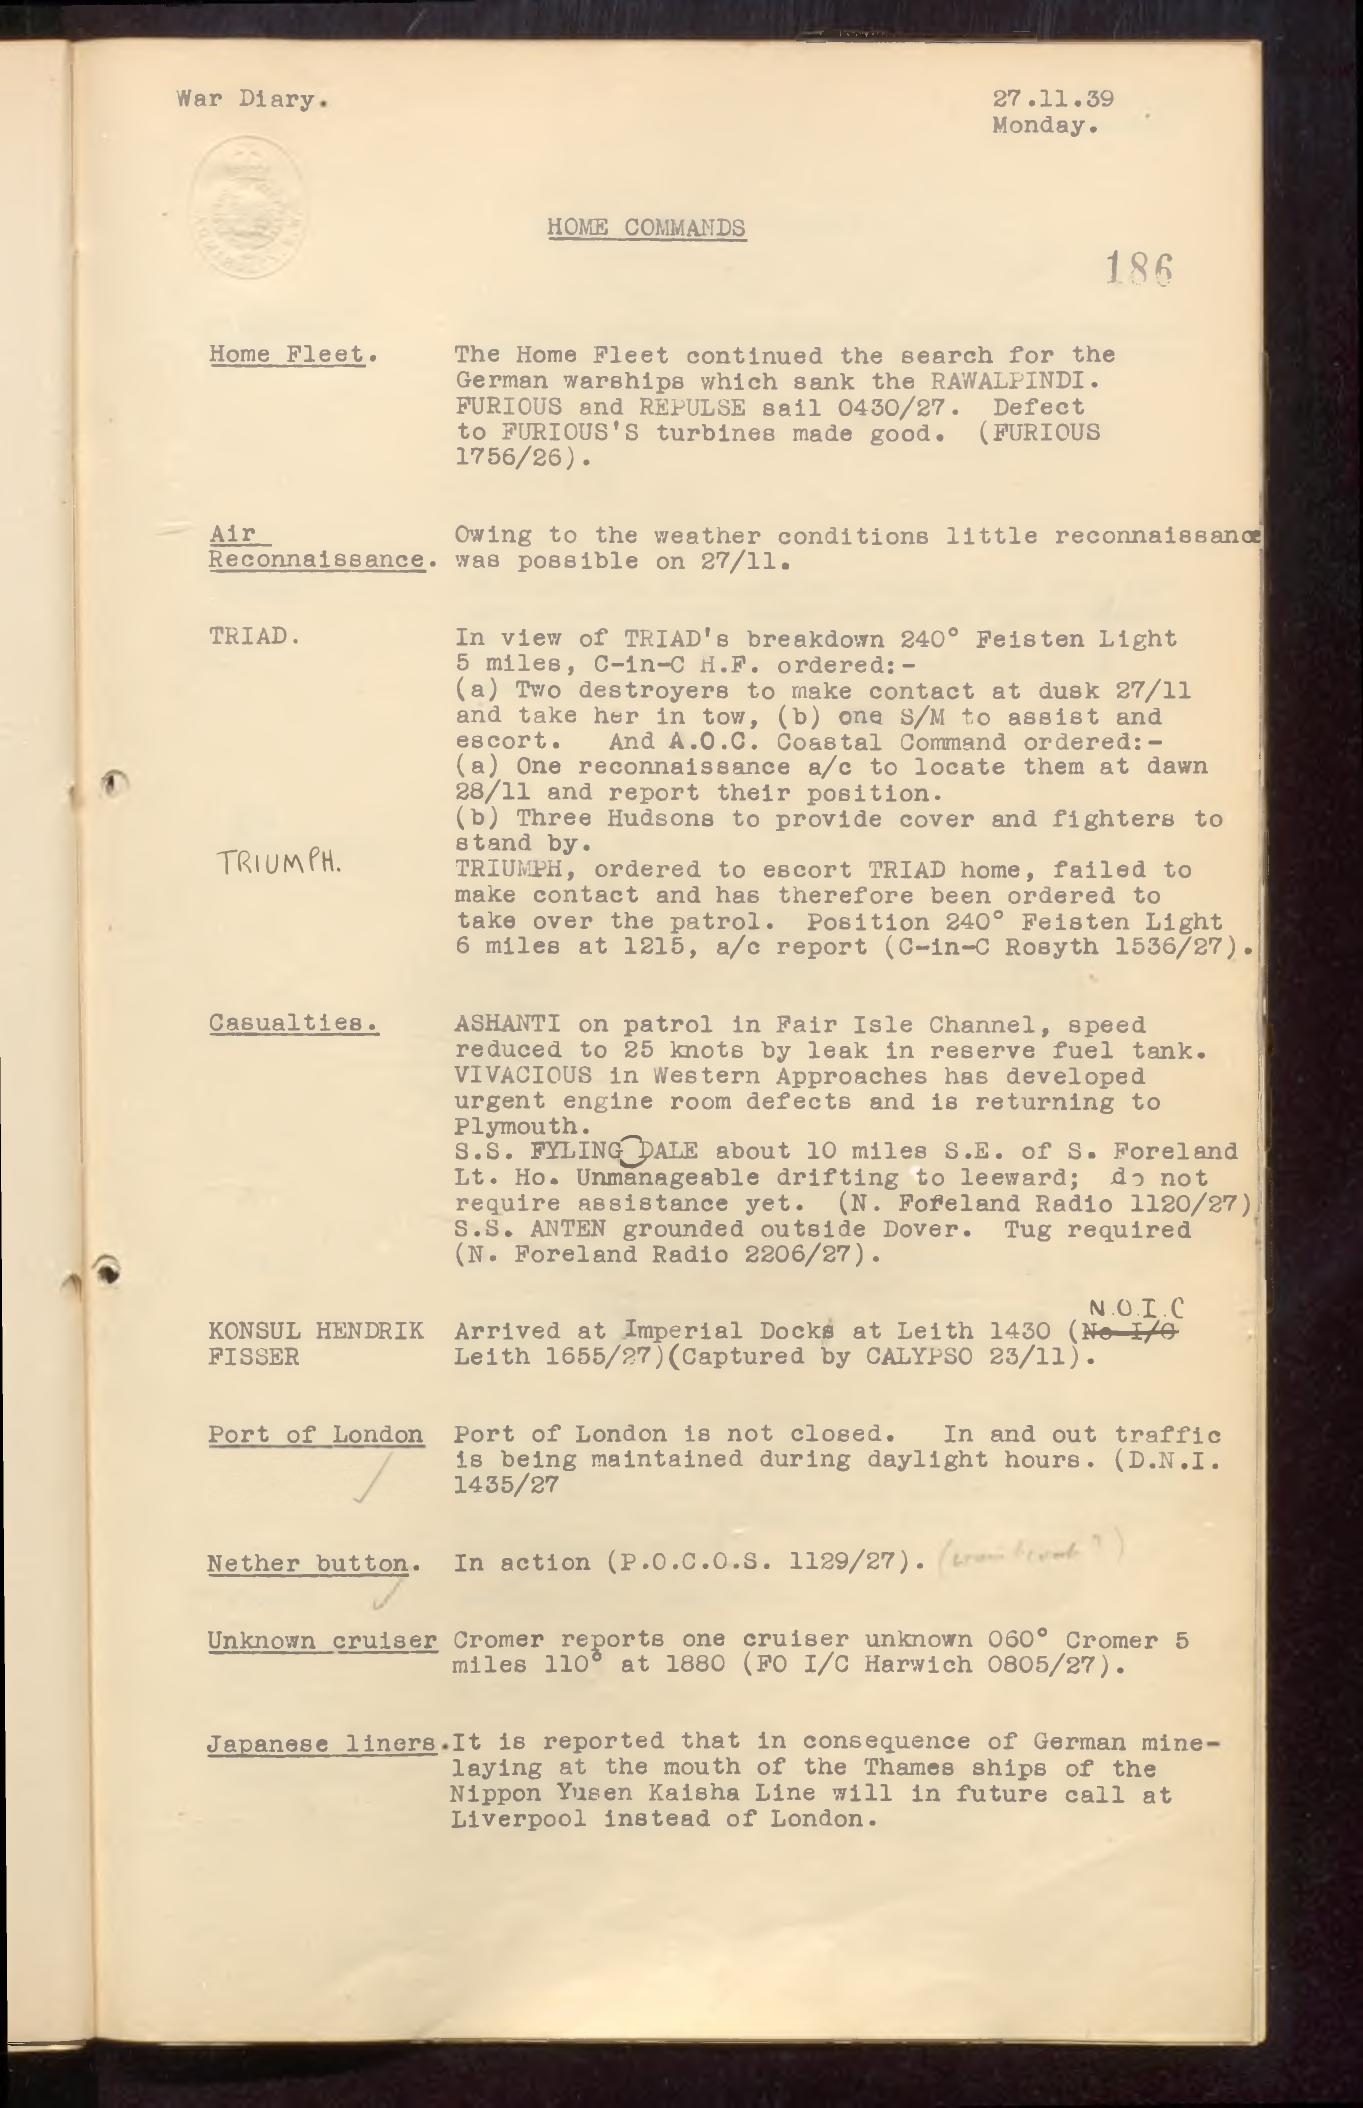 War Diary.
27.11.39
Monday.
HOME COMMANDS
186
Home Fleet. The Home Fleet continued the search for the
German warships which sank the RAWALPINDI.
FURIOUS and REPULSE sail 0430/27. Defect
to FURIOUS'S turbines made good. (FURIOUS
1756/26).
Air Owing to the weather conditions little reconnaissance
Reconnaissance. was possible on 27/11.
TRIAD. In view of TRIAD's breakdown 240° Feisten Light
5 miles, C-in-C H.F. ordered:-
(a) Two destroyers to make contact at dusk 27/11
and take her in tow, (b) one S/M to assist and
escort. And A.O.C. Coastal Command ordered:-
(a) One reconnaissance a/c to locate them at dawn
28/11 and report their position.
(b) Three Hudsons to provide cover and fighters to
stand by.
TRIUMPH. TRIUMPH, ordered to escort TRIAD home, failed to
make contact and has therefore been ordered to
take over the patrol. Position 240° Feisten Light
6 miles at 1215, a/c report (C-in-C Rosyth 1536/27).
Casualties. ASHANTI on patrol in Fair Isle Channel, speed
reduced to 25 knots by leak in reserve fuel tank.
VIVACIOUS in Western Approaches has developed
urgent engine room defects and is returning to
Plymouth.
S.S. FYLING DALE about 10 miles S.E. of S. Foreland
Lt. Ho. Unmanageable drifting to leeward; do not
require assistance yet. (N. Foreland Radio 1120/27)
S.S. ANTEN grounded outside Dover. Tug required
(N. Foreland Radio 2206/27).
N.O.I.C
KONSUL HENDRIK Arrived at Imperial Docks at Leith 1430 (No I/C
FISSER Leith 1655/27)(Captured by CALYPSO 23/11).
Port of London Port of London is not closed. In and out traffic
is being maintained during daylight hours. (D.N.I.
1435/27
Nether button. In action (P.O.C.O.S. 1129/27).
Unknown cruiser Cromer reports one cruiser unknown 060° Cromer 5
miles 110° at 1880 (FO I/C Harwich 0805/27).
Japanese liners. It is reported that in consequence of German mine-
laying at the mouth of the Thames ships of the
Nippon Yusen Kaisha Line will in future call at
Liverpool instead of London.